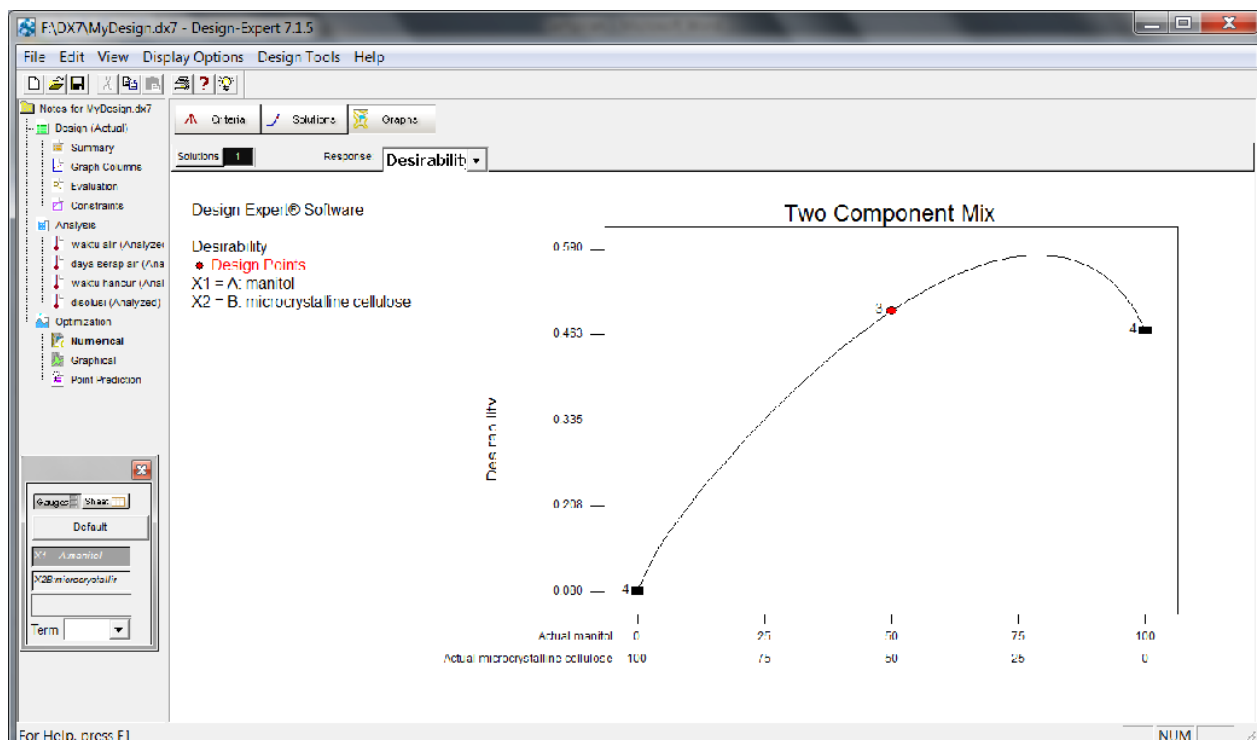 F:\DX7\MyDesign.dx7 - Design-Expert 7.1.5
File Edit View Display Options Design Tools Help
Notes for MyDesign.dx7
Design (Actual)
Summary
Graph Columns
Evaluation
Constraints
Analysis
waktu alir (Analyzed
daya serap air (Ana
waktu hancur (Anal
disolusi (Analyzed)
Optimization
Numerical
Graphical
Point Prediction
Criteria Solutions Graphs
Solutions 1 Response Desirability
Design Expert® Software
Desirability
Design Points
X1 = A: manitol
X2 = B: microcrystalline cellulose
Two Component Mix
Desirability
0.590
0.463
0.335
0.208
0.080
4
3
4
Actual manitol 0 25 50 75 100
Actual microcrystalline cellulose 100 75 50 25 0
Gauges Sheet
Default
X1 A:manitol
X2B:microcrystallin
Term
For Help, press F1
NUM